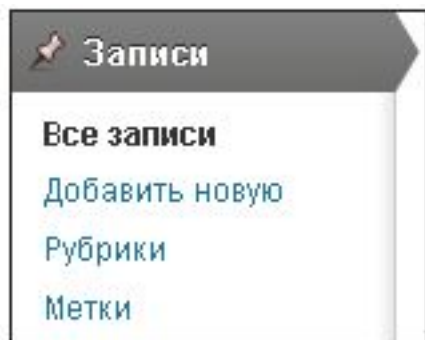 Записи
Все записи
Добавить новую
Рубрики
Метки